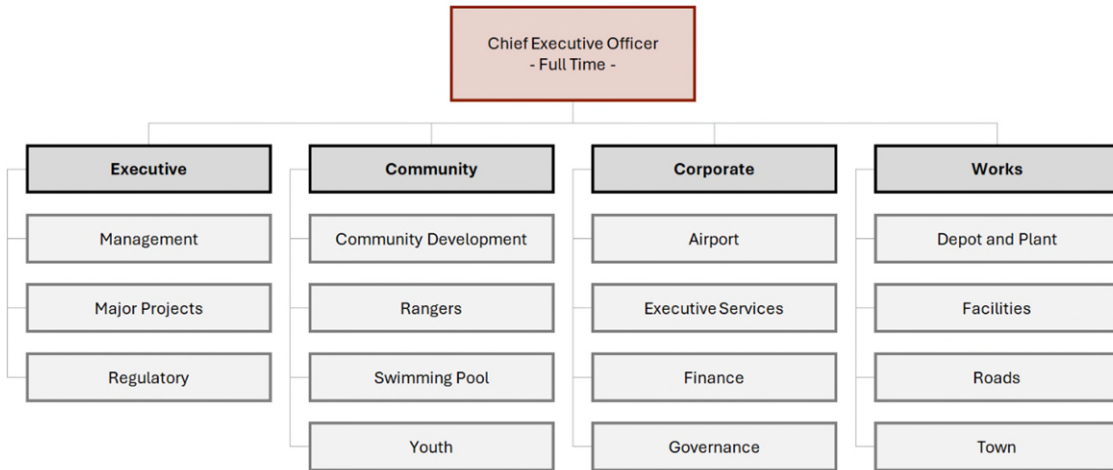 Chief Executive Officer
- Full Time -
Executive
Management
Major Projects
Regulatory
Community
Community Development
Rangers
Swimming Pool
Youth
Corporate
Airport
Executive Services
Finance
Governance
Works
Depot and Plant
Facilities
Roads
Town